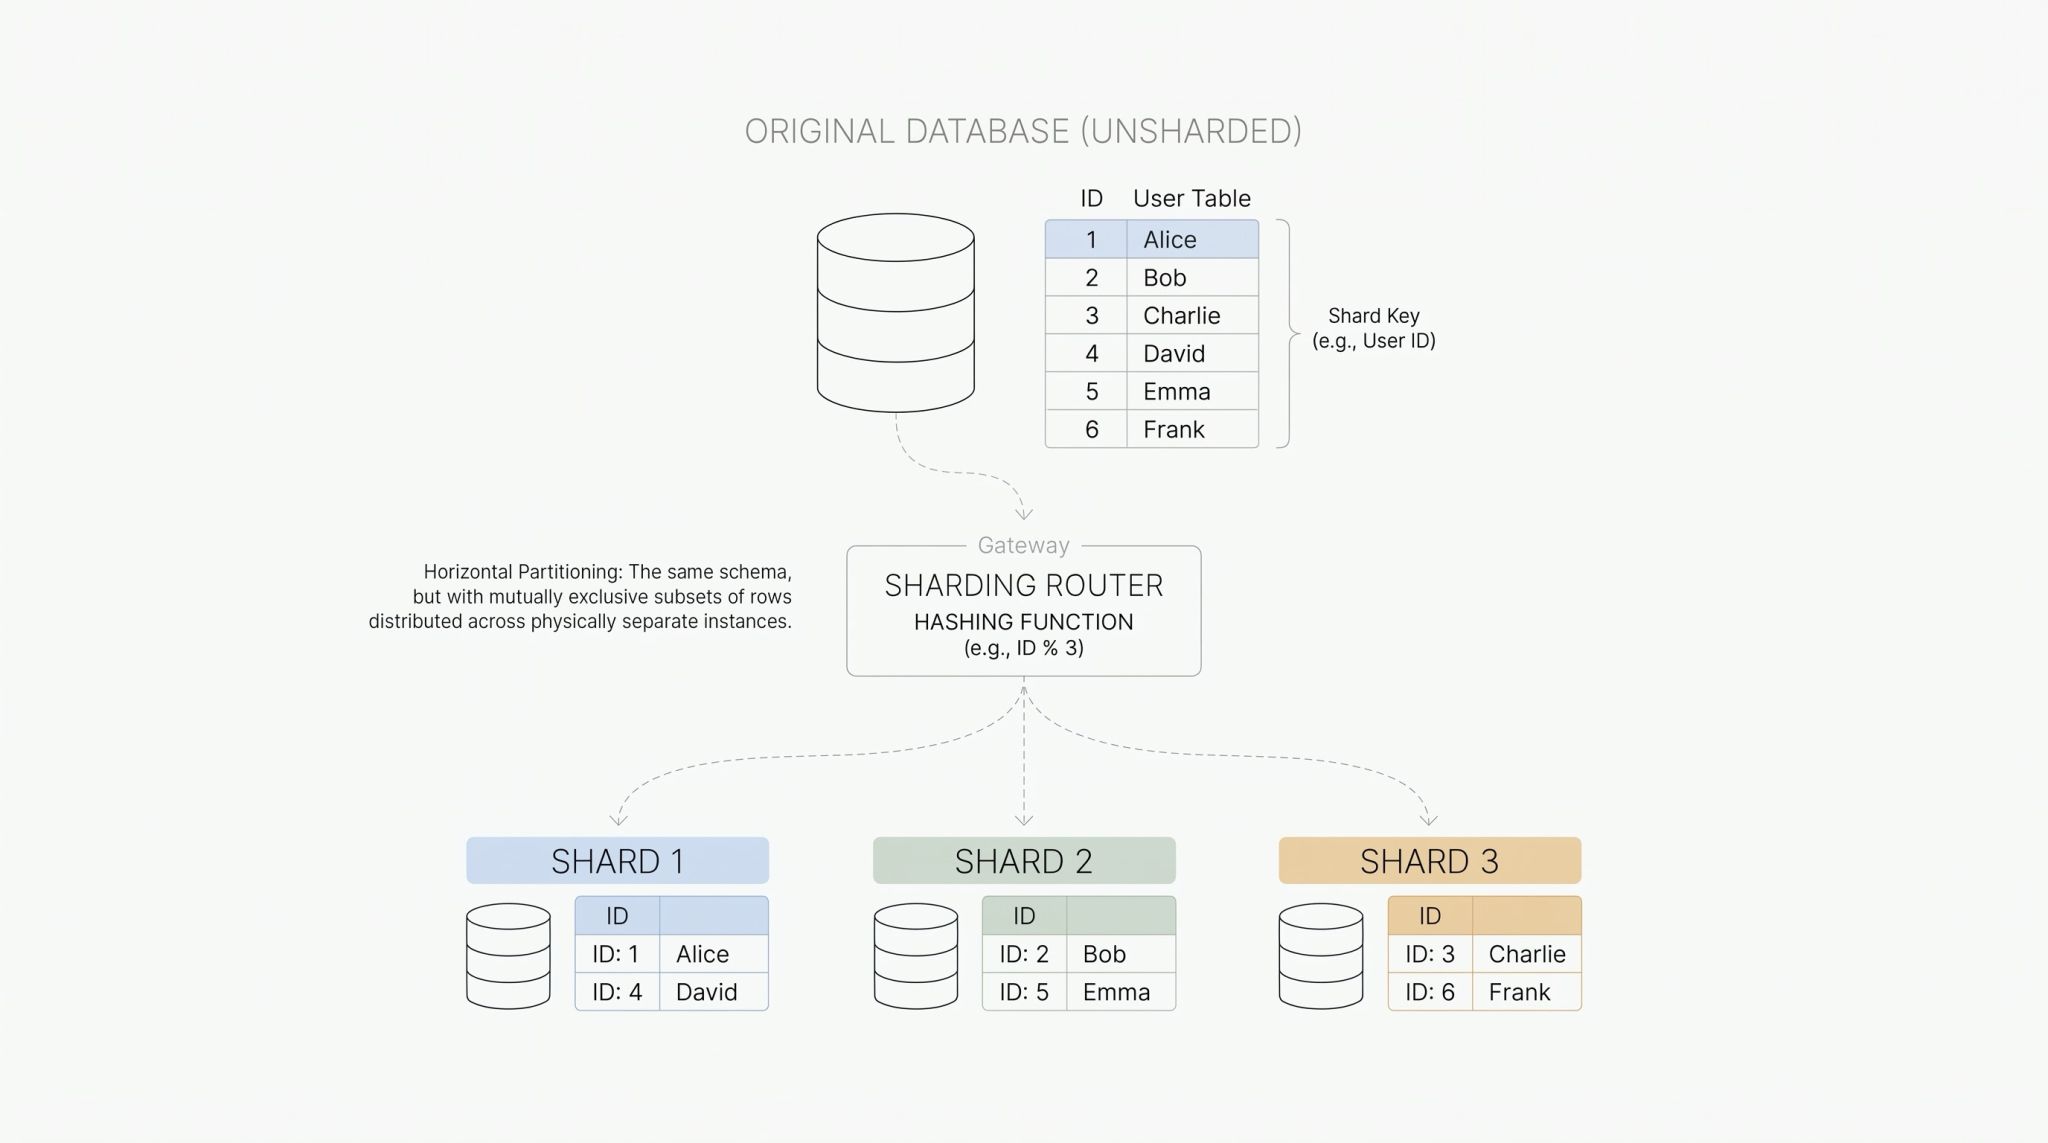 ORIGINAL DATABASE (UNSHARDED)
ID User Table
1 Alice
2 Bob
3 Charlie
4 David
5 Emma
6 Frank
Shard Key
(e.g., User ID)
Horizontal Partitioning: The same schema,
but with mutually exclusive subsets of rows
distributed across physically separate instances.
Gateway
SHARDING ROUTER
HASHING FUNCTION
(e.g., ID % 3)
SHARD 1
ID
ID: 1 Alice
ID: 4 David
SHARD 2
ID
ID: 2 Bob
ID: 5 Emma
SHARD 3
ID
ID: 3 Charlie
ID: 6 Frank